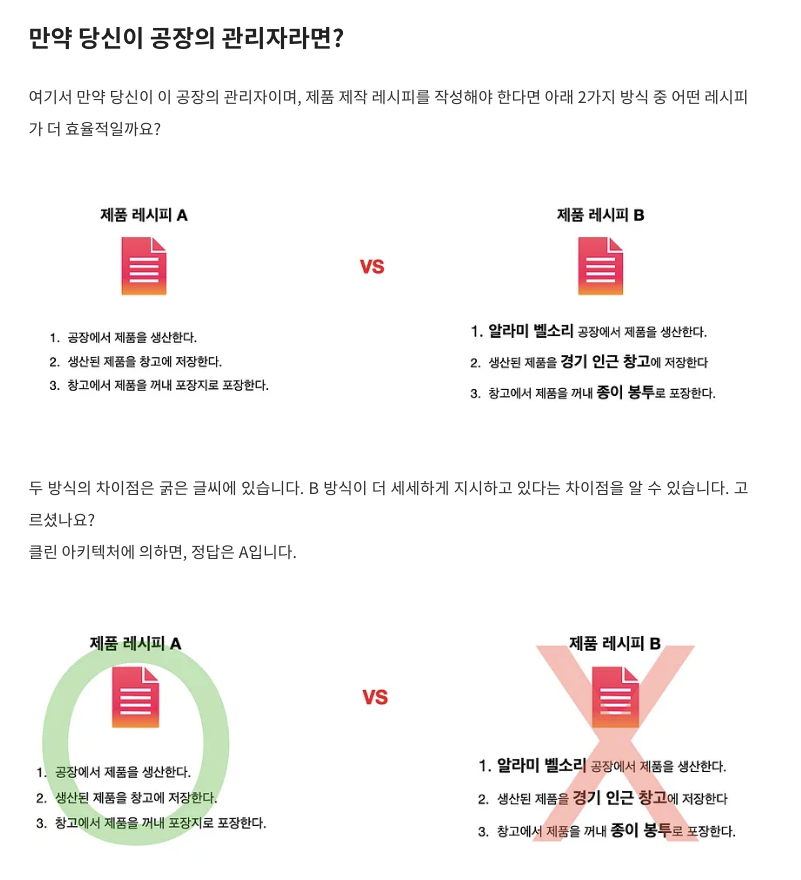 만약 당신이 공장의 관리자라면?
여기서 만약 당신이 이 공장의 관리자이며, 제품 제작 레시피를 작성해야 한다면 아래 2가지 방식 중 어떤 레시피
가 더 효율적일까요?
제품 레시피 A
VS
제품 레시피 B
1. 공장에서 제품을 생산한다.
2. 생산된 제품을 창고에 저장한다.
3. 창고에서 제품을 꺼내 포장지로 포장한다.
1. 알라미 벨소리 공장에서 제품을 생산한다.
2. 생산된 제품을 경기 인근 창고에 저장한다
3. 창고에서 제품을 꺼내 종이 봉투로 포장한다.
두 방식의 차이점은 굵은 글씨에 있습니다. B 방식이 더 세세하게 지시하고 있다는 차이점을 알 수 있습니다. 고
르셨나요?
클린 아키텍처에 의하면, 정답은 A입니다.
제품 레시피 A
VS
제품 레시피 B
1. 공장에서 제품을 생산한다.
2. 생산된 제품을 창고에 저장한다.
3. 창고에서 제품을 꺼내 포장지로 포장한다.
1. 알라미 벨소리 공장에서 제품을 생산한다.
2. 생산된 제품을 경기 인근 창고에 저장한다
3. 창고에서 제품을 꺼내 종이 봉투로 포장한다.